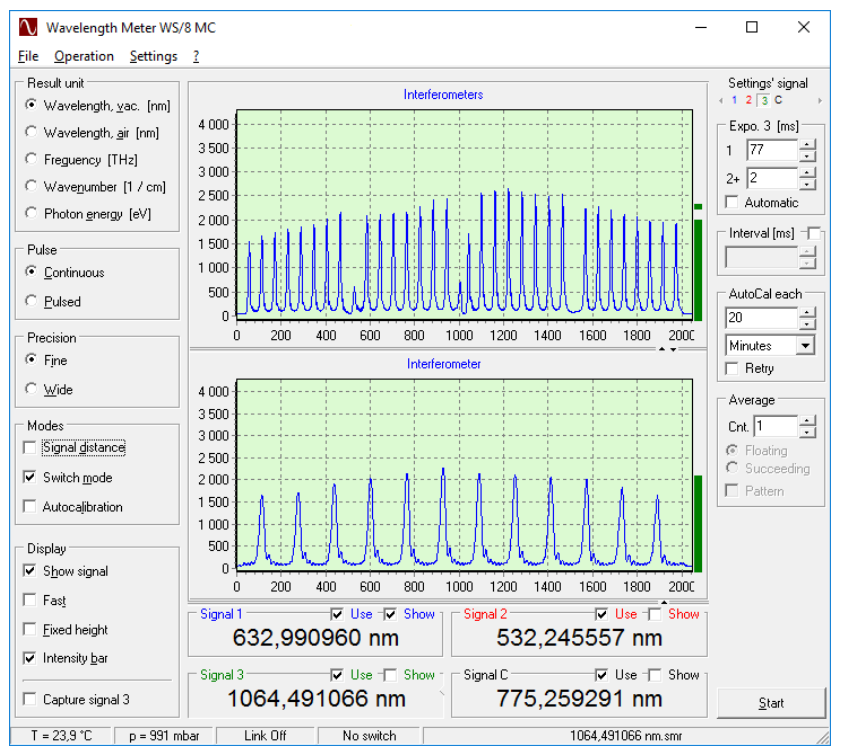 Wavelength Meter WS/8 MC
File Operation Settings ?
Result unit
Wavelength, vac. [nm]
Wavelength, air [nm]
Freguency [THz]
Wavenumber [1 / cm]
Photon energy [eV]
Pulse
Continuous
Pulsed
Precision
Fine
Wide
Modes
Signal distance
Switch mode
Autocalibration
Display
Show signal
Fast
Fixed height
Intensity bar
Capture signal 3
Interferometers
4 000
3 500
3 000
2 500
2 000
1 500
1 000
500
0
0 200 400 600 800 1000 1200 1400 1600 1800 2000
Interferometer
4 000
3 500
3 000
2 500
2 000
1 500
1 000
500
0
0 200 400 600 800 1000 1200 1400 1600 1800 2000
Signal 1 Use Show
632,990960 nm
Signal 2 Use Show
532,245557 nm
Signal 3 Use Show
1064,491066 nm
Signal C Use Show
775,259291 nm
Settings' signal
1 2 3 C
Expo. 3 [ms]
1 77
2+ 2
Automatic
Interval [ms]
AutoCal each
20
Minutes
Retry
Average
Cnt. 1
Floating
Succeeding
Pattern
Start
T = 23,9 °C p = 991 mbar Link Off No switch 1064,491066 nm.smr